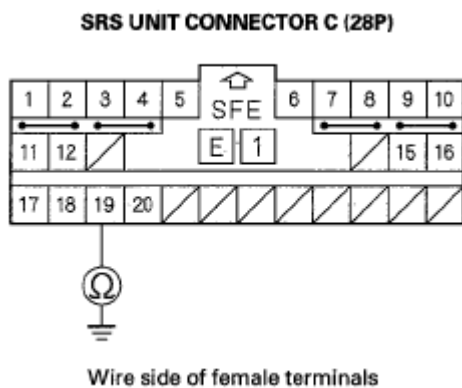 SRS UNIT CONNECTOR C (28P)
1 2 3 4 5 SFE 6 7 8 9 10
11 12 E 1 15 16
17 18 19 20
Ω
Wire side of female terminals